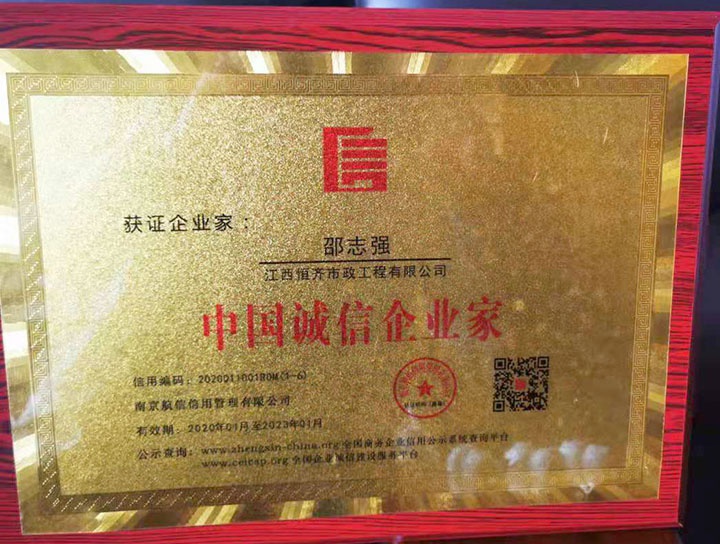 获证企业家：
邵志强
江西恒齐市政工程有限公司
中国诚信企业家
信用编码：
南京航信信用管理有限公司
有效期：2020年01月至2023年01月
公示查询：www.zhengxin-china.org 全国商务企业信用公示系统查询平台
www.ceicap.org 全国企业诚信建设服务平台